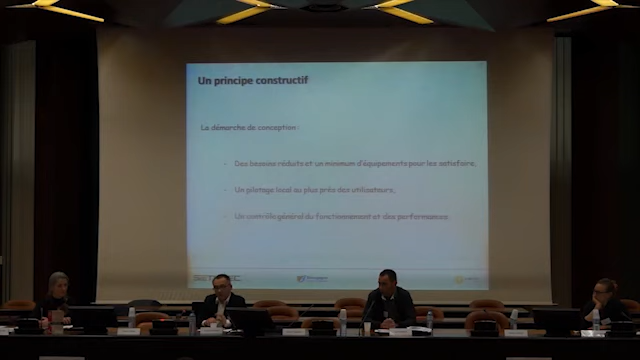 Un principe constructif
La démarche de conception :
- Des besoins réduits et un minimum d'équipements pour les satisfaire,
- Un pilotage local au plus près des utilisateurs,
- Un contrôle général du fonctionnement et des performances.